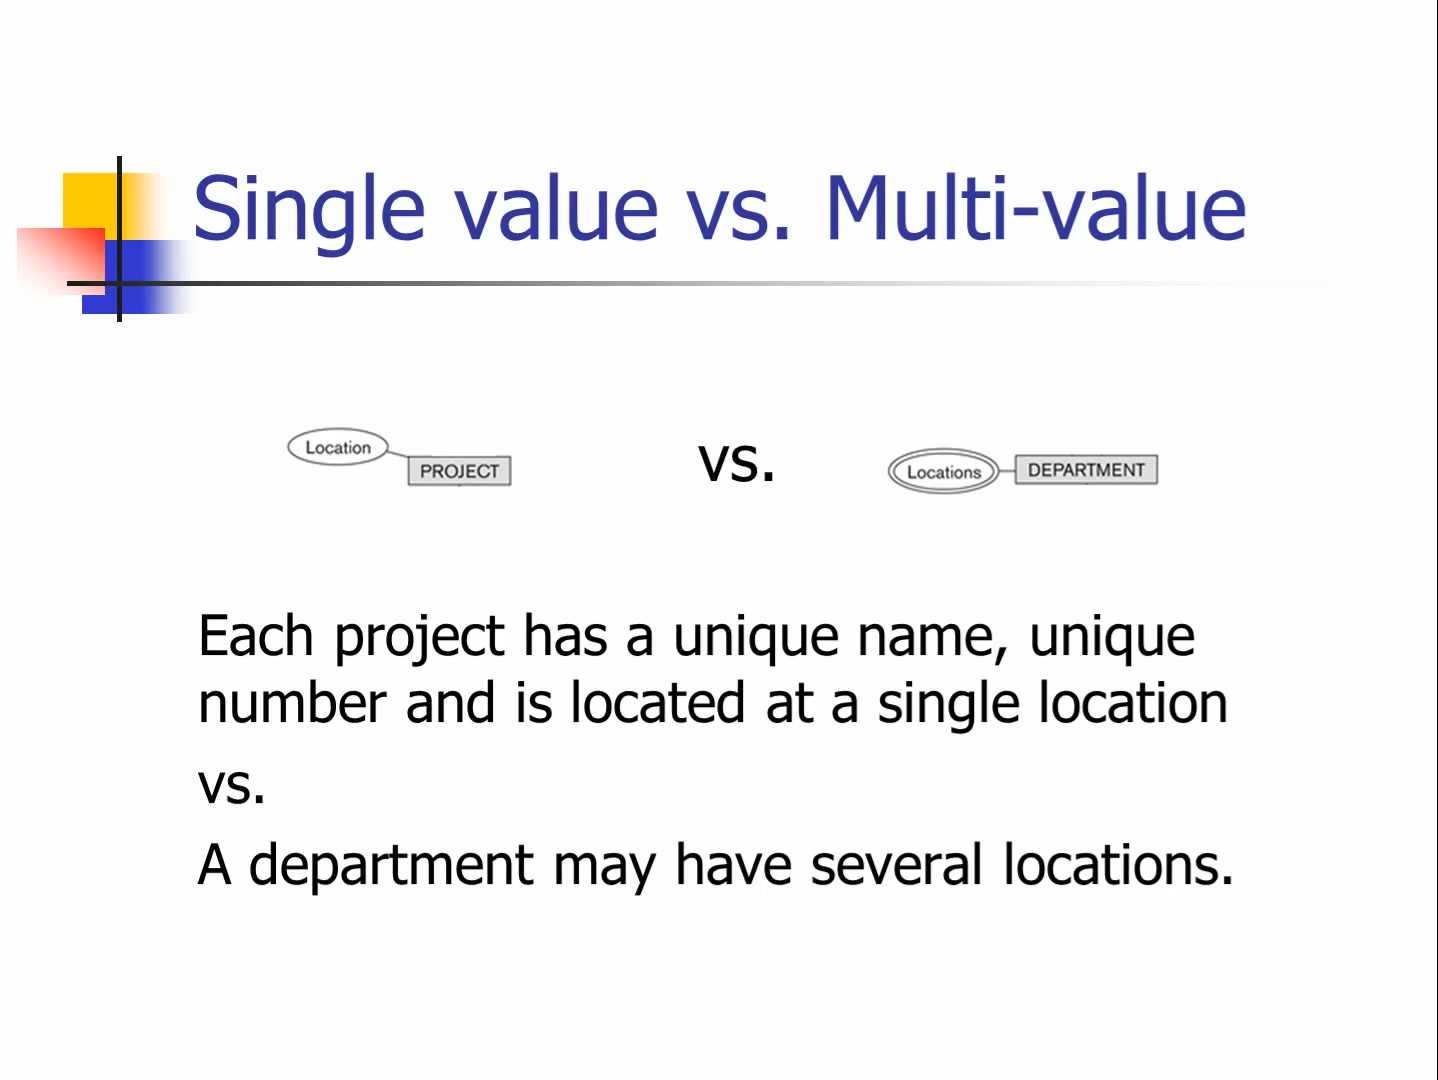 Single value vs. Multi-value
Location
PROJECT
vs.
Locations
DEPARTMENT
Each project has a unique name, unique
number and is located at a single location
vs.
A department may have several locations.